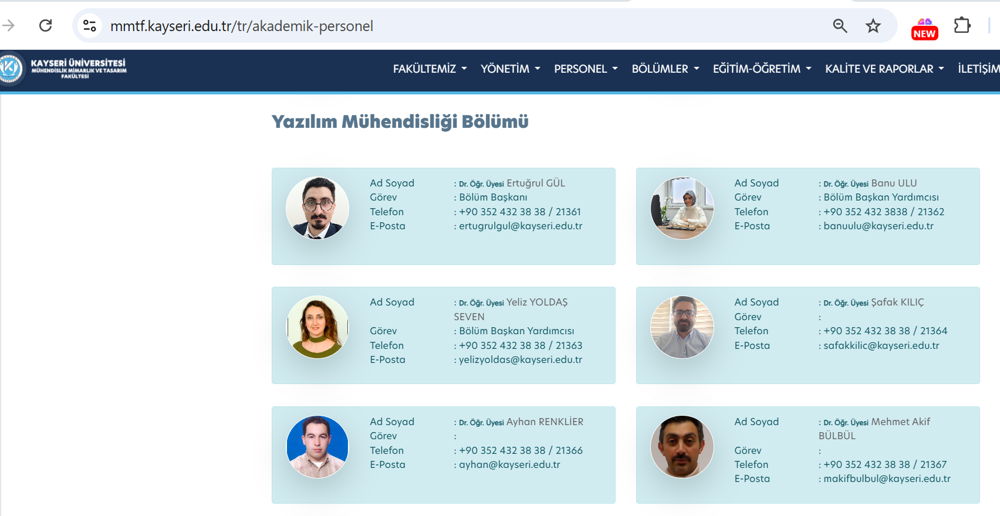 mmtf.kayseri.edu.tr/tr/akademik-personel
NEW
KAYSERİ ÜNİVERSİTESİ
MÜHENDİSLİK MİMARLIK VE TASARIM
FAKÜLTESİ
FAKÜLTEMİZ YÖNETİM PERSONEL BÖLÜMLER EĞİTİM-ÖĞRETİM KALİTE VE RAPORLAR İLETİŞİM
Yazılım Mühendisliği Bölümü
Ad Soyad : Dr. Öğr. Üyesi Ertuğrul GÜL
Görev : Bölüm Başkanı
Telefon : +90 352 432 38 38 / 21361
E-Posta : ertugrulgul@kayseri.edu.tr
Ad Soyad : Dr. Öğr. Üyesi Banu ULU
Görev : Bölüm Başkan Yardımcısı
Telefon : +90 352 432 3838 / 21362
E-Posta : banuulu@kayseri.edu.tr
Ad Soyad : Dr. Öğr. Üyesi Yeliz YOLDAŞ
SEVEN
Görev : Bölüm Başkan Yardımcısı
Telefon : +90 352 432 38 38 / 21363
E-Posta : yelizyoldas@kayseri.edu.tr
Ad Soyad : Dr. Öğr. Üyesi Şafak KILIÇ
Görev :
Telefon : +90 352 432 38 38 / 21364
E-Posta : safakkilic@kayseri.edu.tr
Ad Soyad : Dr. Öğr. Üyesi Ayhan RENKLİER
Görev :
Telefon : +90 352 432 38 38 / 21366
E-Posta : ayhan@kayseri.edu.tr
Ad Soyad : Dr. Öğr. Üyesi Mehmet Akif
BÜLBÜL
Görev :
Telefon : +90 352 432 38 38 / 21367
E-Posta : makifbulbul@kayseri.edu.tr